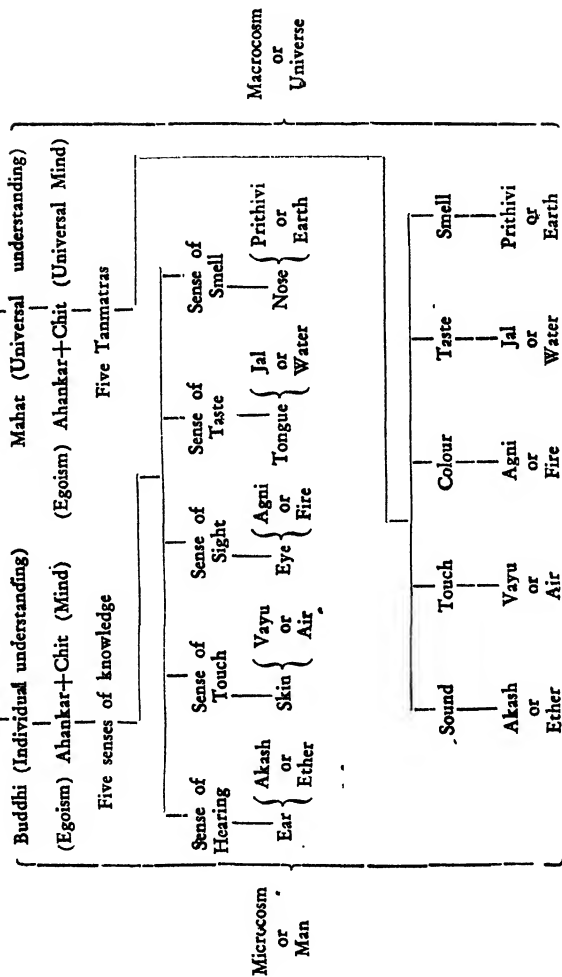 Buddhi (Individual understanding) Mahat (Universal understanding)
(Egoism) Ahankar+Chit (Mind) (Egoism) Ahankar+Chit (Universal Mind)
Five senses of knowledge Five Tanmatras
Sense of Hearing
Sense of Touch
Sense of Sight
Sense of Taste
Sense of Smell
Ear { Akash or Ether
Skin { Vayu or Air
Eye { Agni or Fire
Tongue { Jal or Water
Nose { Prithivi or Earth
Microcosm
or
Man
Macrocosm
or
Universe
Sound Touch Colour Taste Smell
Akash Vayu Agni Jal Prithivi
or or or or or
Ether Air Fire Water Earth